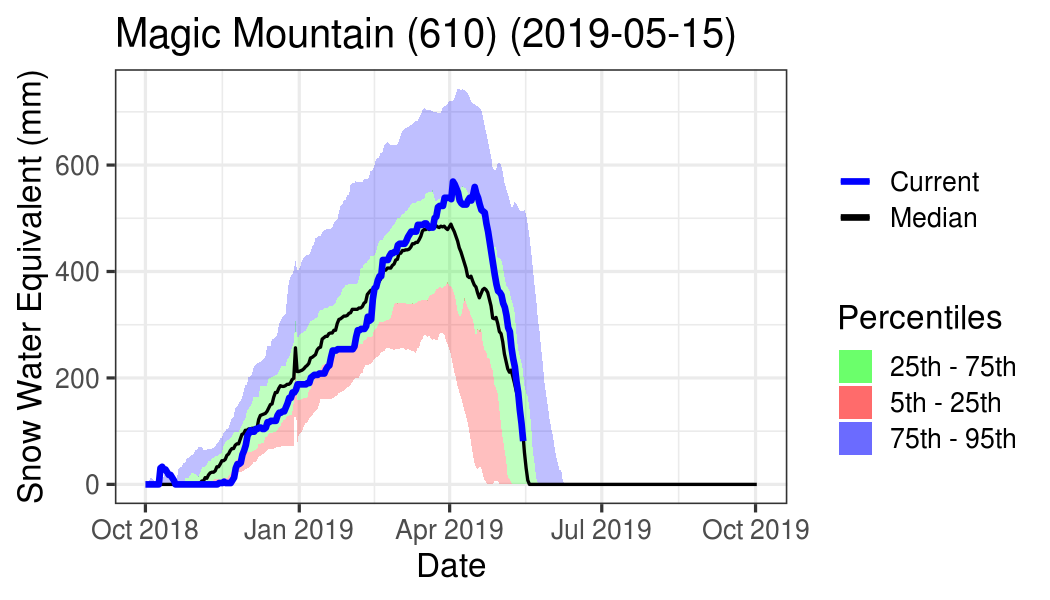 Magic Mountain (610) (2019-05-15)
Snow Water Equivalent (mm)
600
400
200
0
Oct 2018
Jan 2019
Apr 2019
Jul 2019
Oct 2019
Date
Current
Median
Percentiles
25th - 75th
5th - 25th
75th - 95th